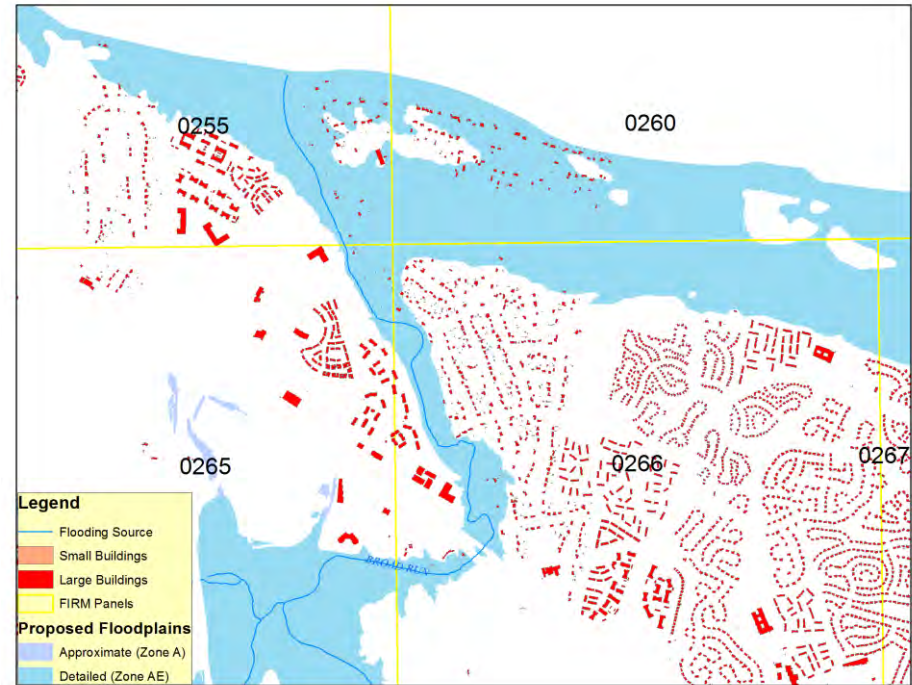 0255
0260
0265
0266
0267
BROAD RUN
Legend
Flooding Source
Small Buildings
Large Buildings
FIRM Panels
Proposed Floodplains
Approximate (Zone A)
Detailed (Zone AE)